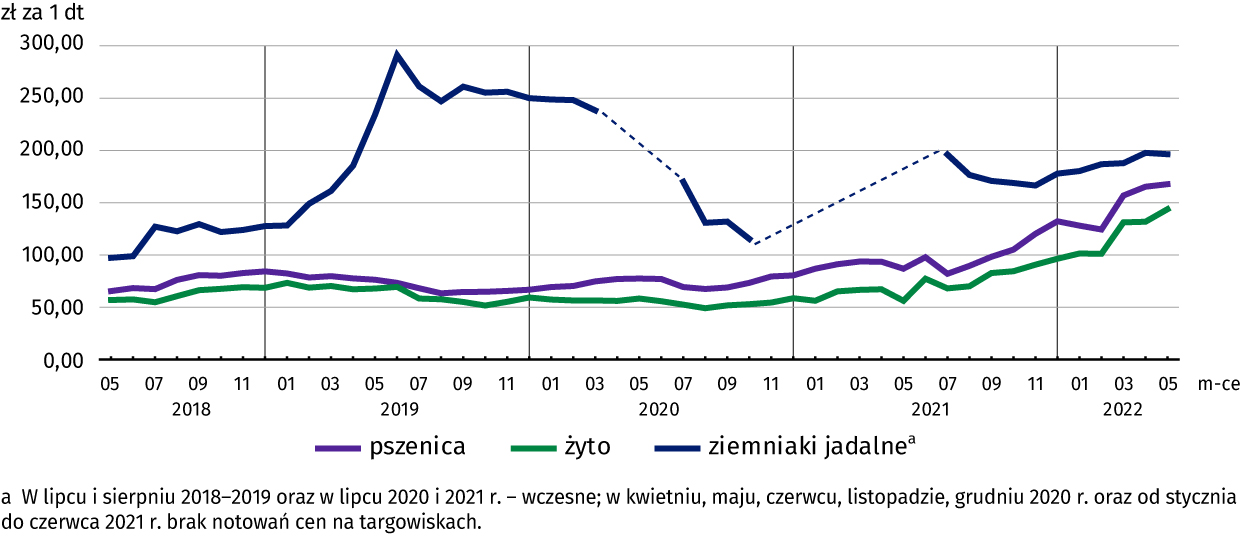 zł za 1 dt
300,00
250,00
200,00
150,00
100,00
50,00
0,00
05 07 09 11 01 03 05 07 09 11 01 03 05 07 09 11 01 03 05 07 09 11 01 03 05 m-ce
2018 2019 2020 2021 2022
pszenica żyto ziemniaki jadalneᵃ
a W lipcu i sierpniu 2018–2019 oraz w lipcu 2020 i 2021 r. – wczesne; w kwietniu, maju, czerwcu, listopadzie, grudniu 2020 r. oraz od stycznia
do czerwca 2021 r. brak notowań cen na targowiskach.